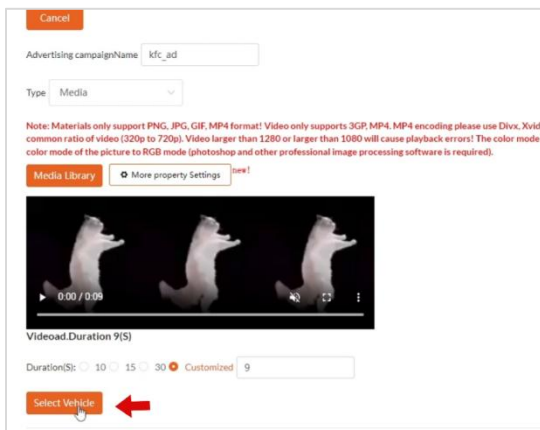 Cancel
Advertising campaignName kfc_ad
Type Media
Note: Materials only support PNG, JPG, GIF, MP4 format! Video only supports 3GP, MP4. MP4 encoding please use Divx, Xvid
common ratio of video (320p to 720p). Video larger than 1280 or larger than 1080 will cause playback errors! The color mode
color mode of the picture to RGB mode (photoshop and other professional image processing software is required).
Media Library More property Settings new!
0:00 / 0:09
Videoad.Duration 9(S)
Duration(S): 10 15 30 Customized 9
Select Vehicle